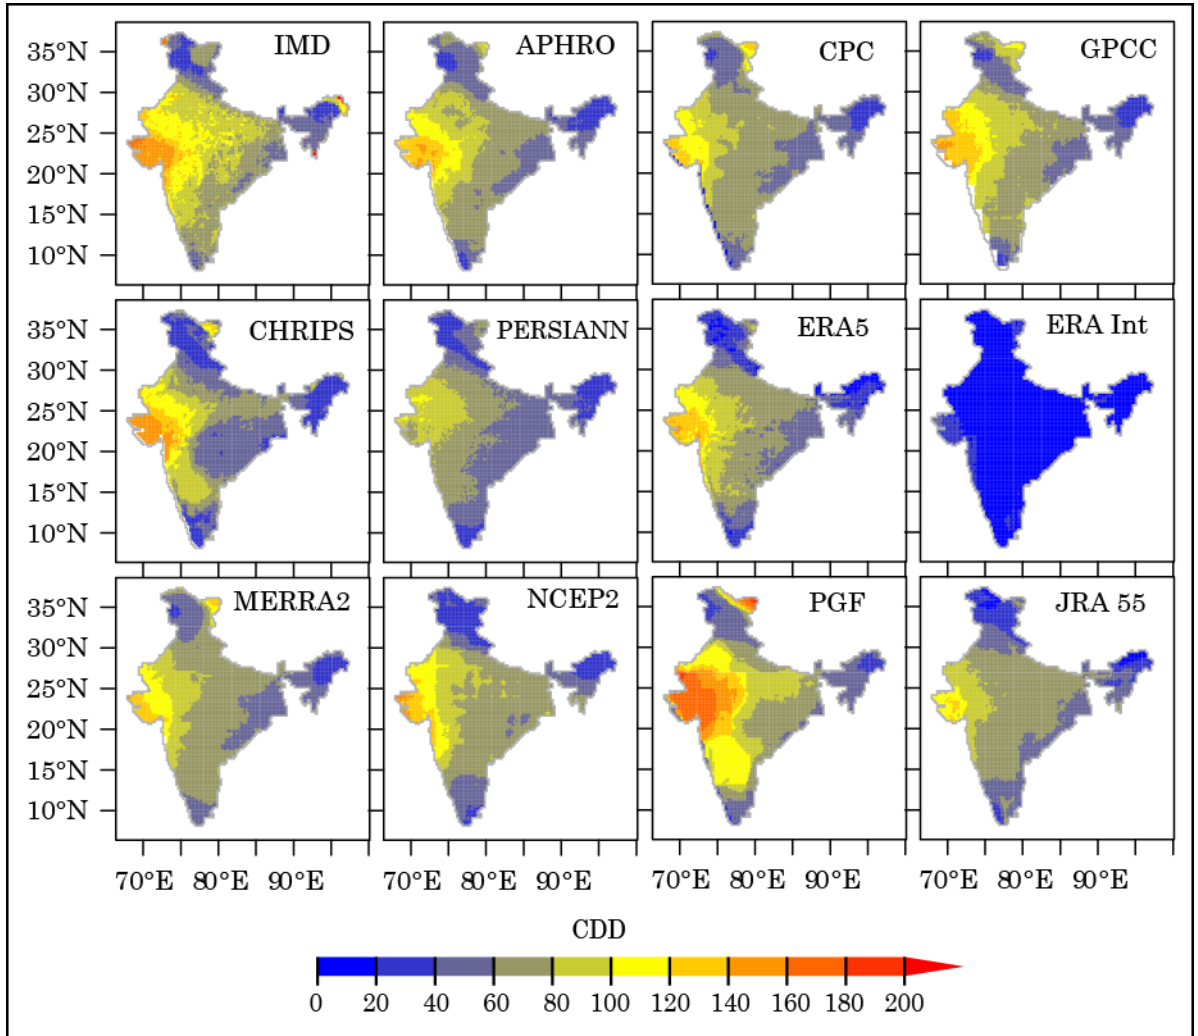 IMD APHRO CPC GPCC
35°N
30°N
25°N
20°N
15°N
10°N
CHRIPS PERSIANN ERA5 ERA Int
35°N
30°N
25°N
20°N
15°N
10°N
MERRA2 NCEP2 PGF JRA 55
35°N
30°N
25°N
20°N
15°N
10°N
70°E 80°E 90°E 70°E 80°E 90°E 70°E 80°E 90°E 70°E 80°E 90°E
CDD
0 20 40 60 80 100 120 140 160 180 200